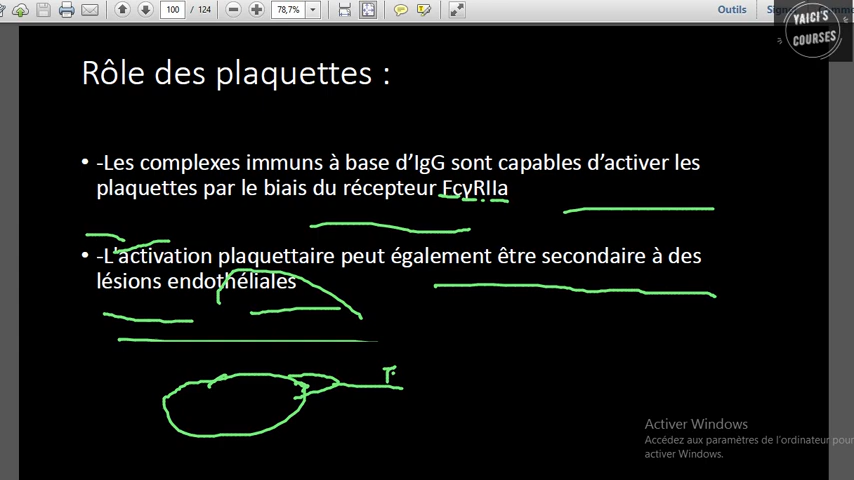 100 / 124
78,7%
Outils
YAICI'S
COURSES
Rôle des plaquettes :
• -Les complexes immuns à base d'IgG sont capables d'activer les
plaquettes par le biais du récepteur FcγRIIa
• -L'activation plaquettaire peut également être secondaire à des
lésions endothéliales
Activer Windows
Accédez aux paramètres de l'ordinateur pour
activer Windows.